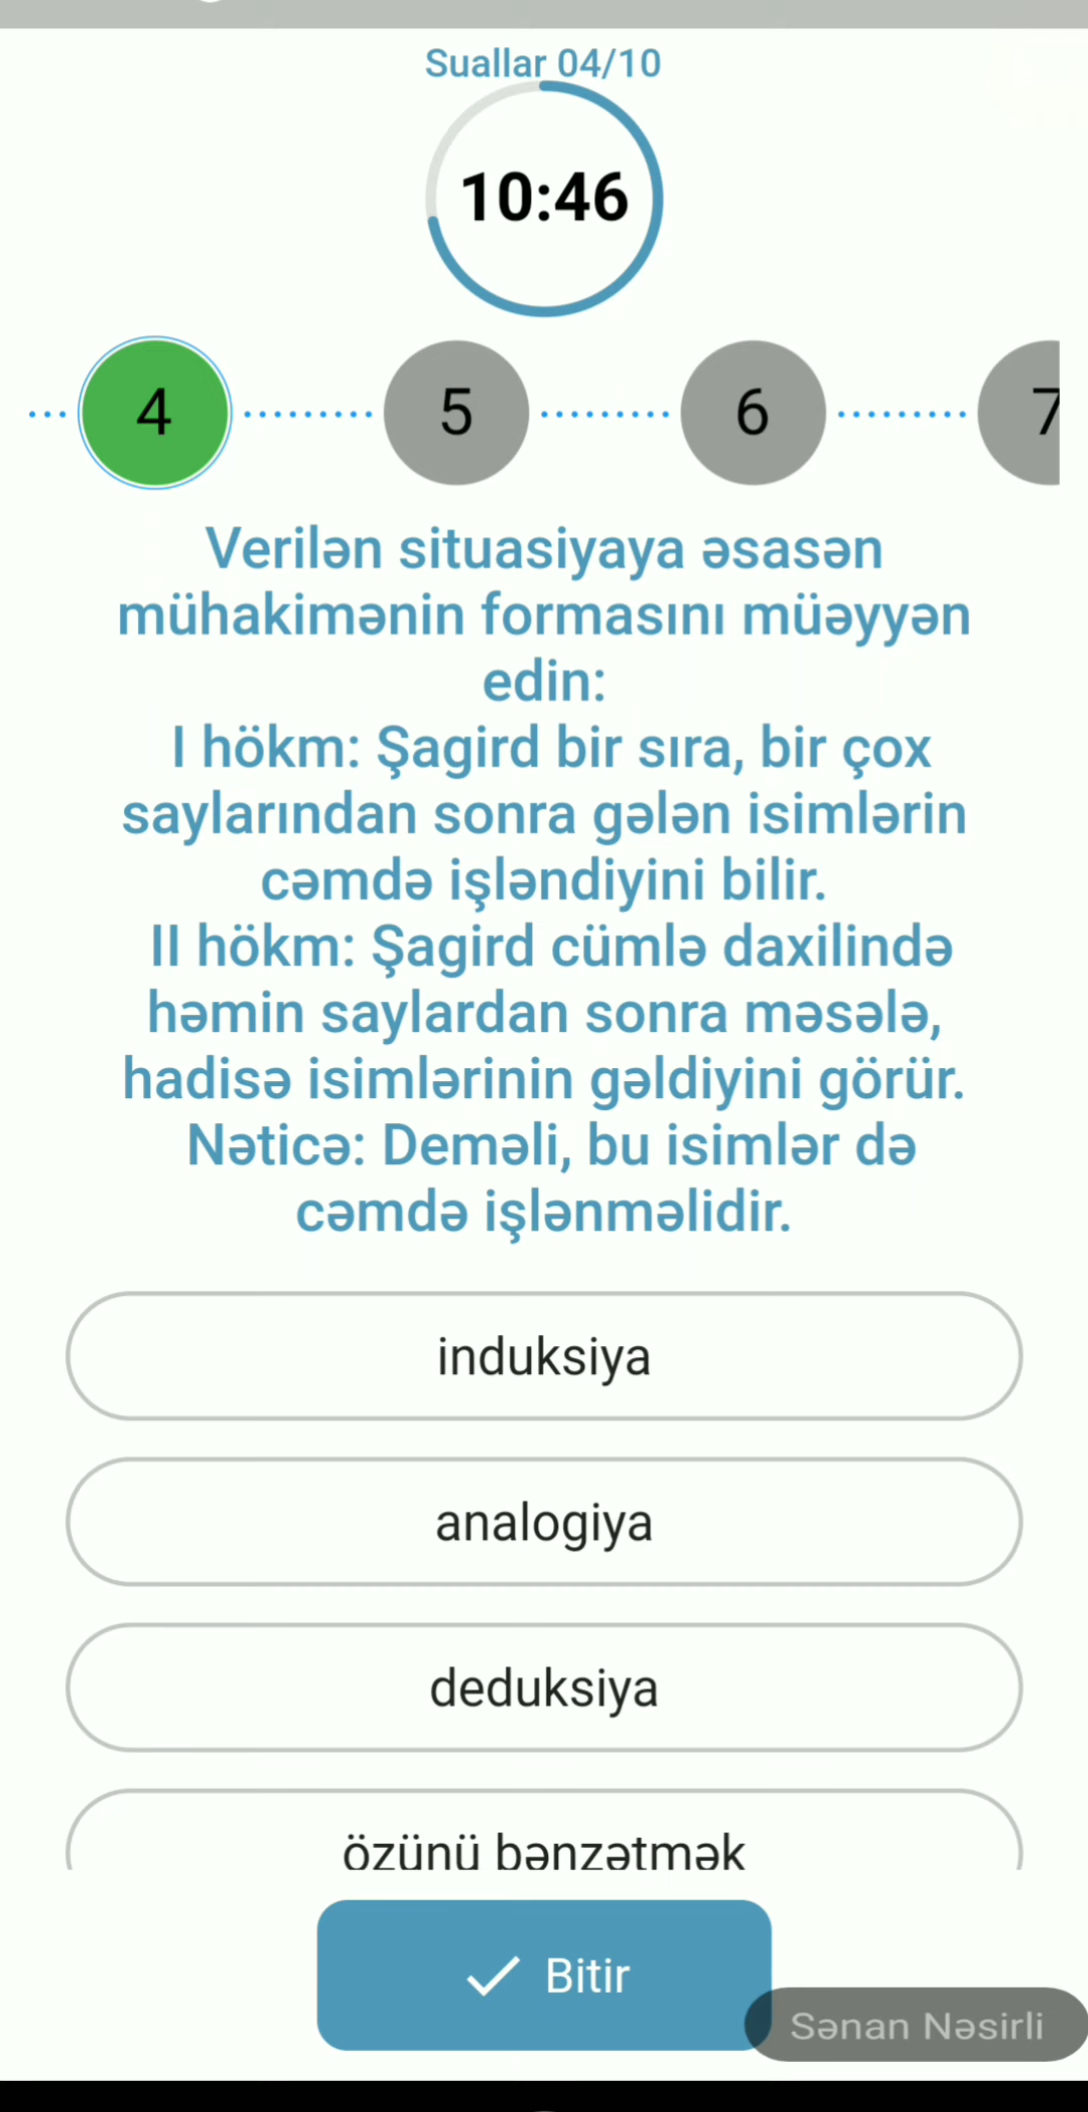 Suallar 04/10
10:46
4 5 6 7
Verilən situasiyaya əsasən
mühakimənin formasını müəyyən
edin:
I hökm: Şagird bir sıra, bir çox
saylarından sonra gələn isimlərin
cəmdə işləndiyini bilir.
II hökm: Şagird cümlə daxilində
həmin saylardan sonra məsələ,
hadisə isimlərinin gəldiyini görür.
Nəticə: Deməli, bu isimlər də
cəmdə işlənməlidir.
induksiya
analogiya
deduksiya
özünü bənzətmək
Bitir
Sənan Nəsirli